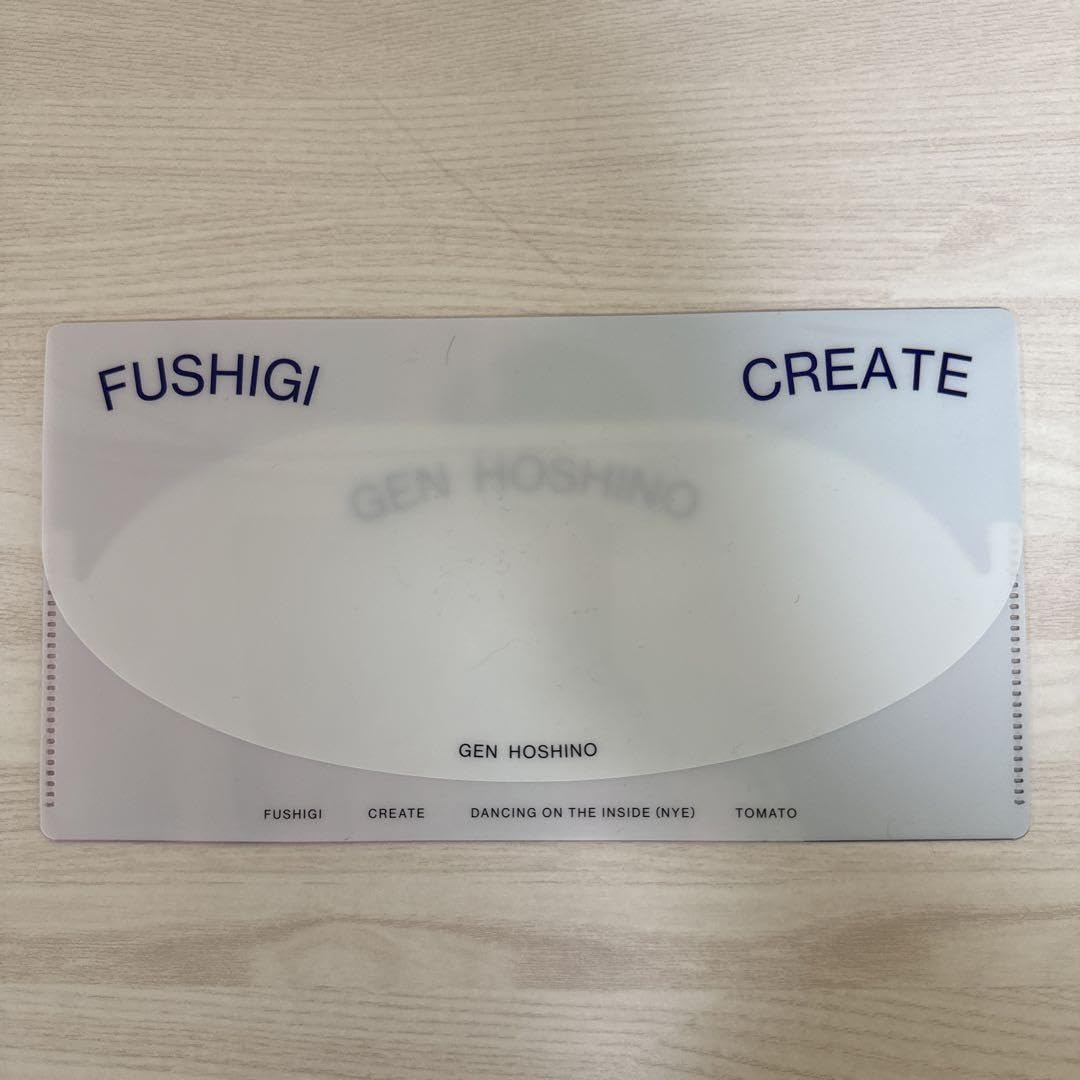 FUSHIGI CREATE
GEN HOSHINO
GEN HOSHINO
FUSHIGI CREATE DANCING ON THE INSIDE (NYE) TOMATO